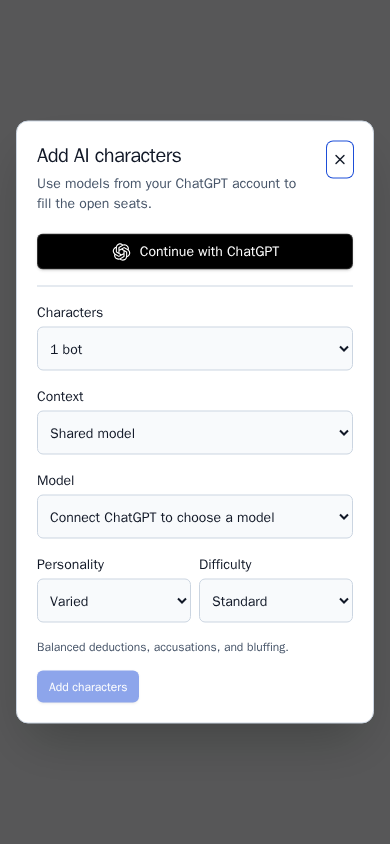 Add AI characters
Use models from your ChatGPT account to
fill the open seats.
Continue with ChatGPT
Characters
1 bot
Context
Shared model
Model
Connect ChatGPT to choose a model
Personality
Difficulty
Varied
Standard
Balanced deductions, accusations, and bluffing.
Add characters